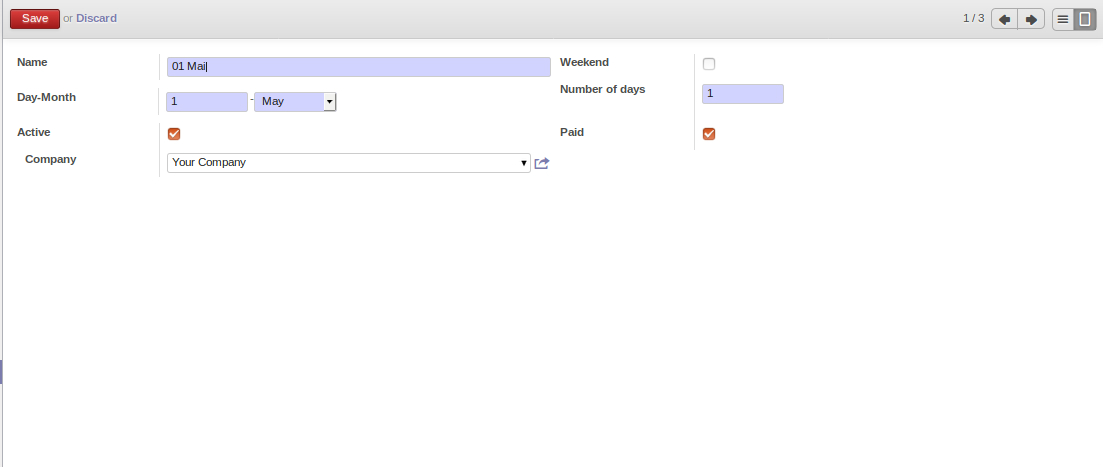 Save or Discard 1 / 3
Name 01 Mai Weekend
Day-Month 1 - May Number of days 1
Active Paid
Company Your Company